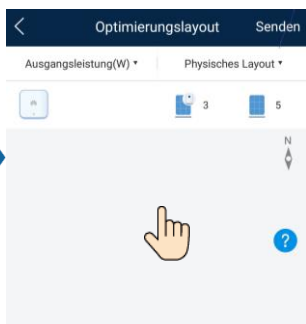 Optimierungslayout Senden
Ausgangsleistung(W) Physisches Layout
3 5
N
?